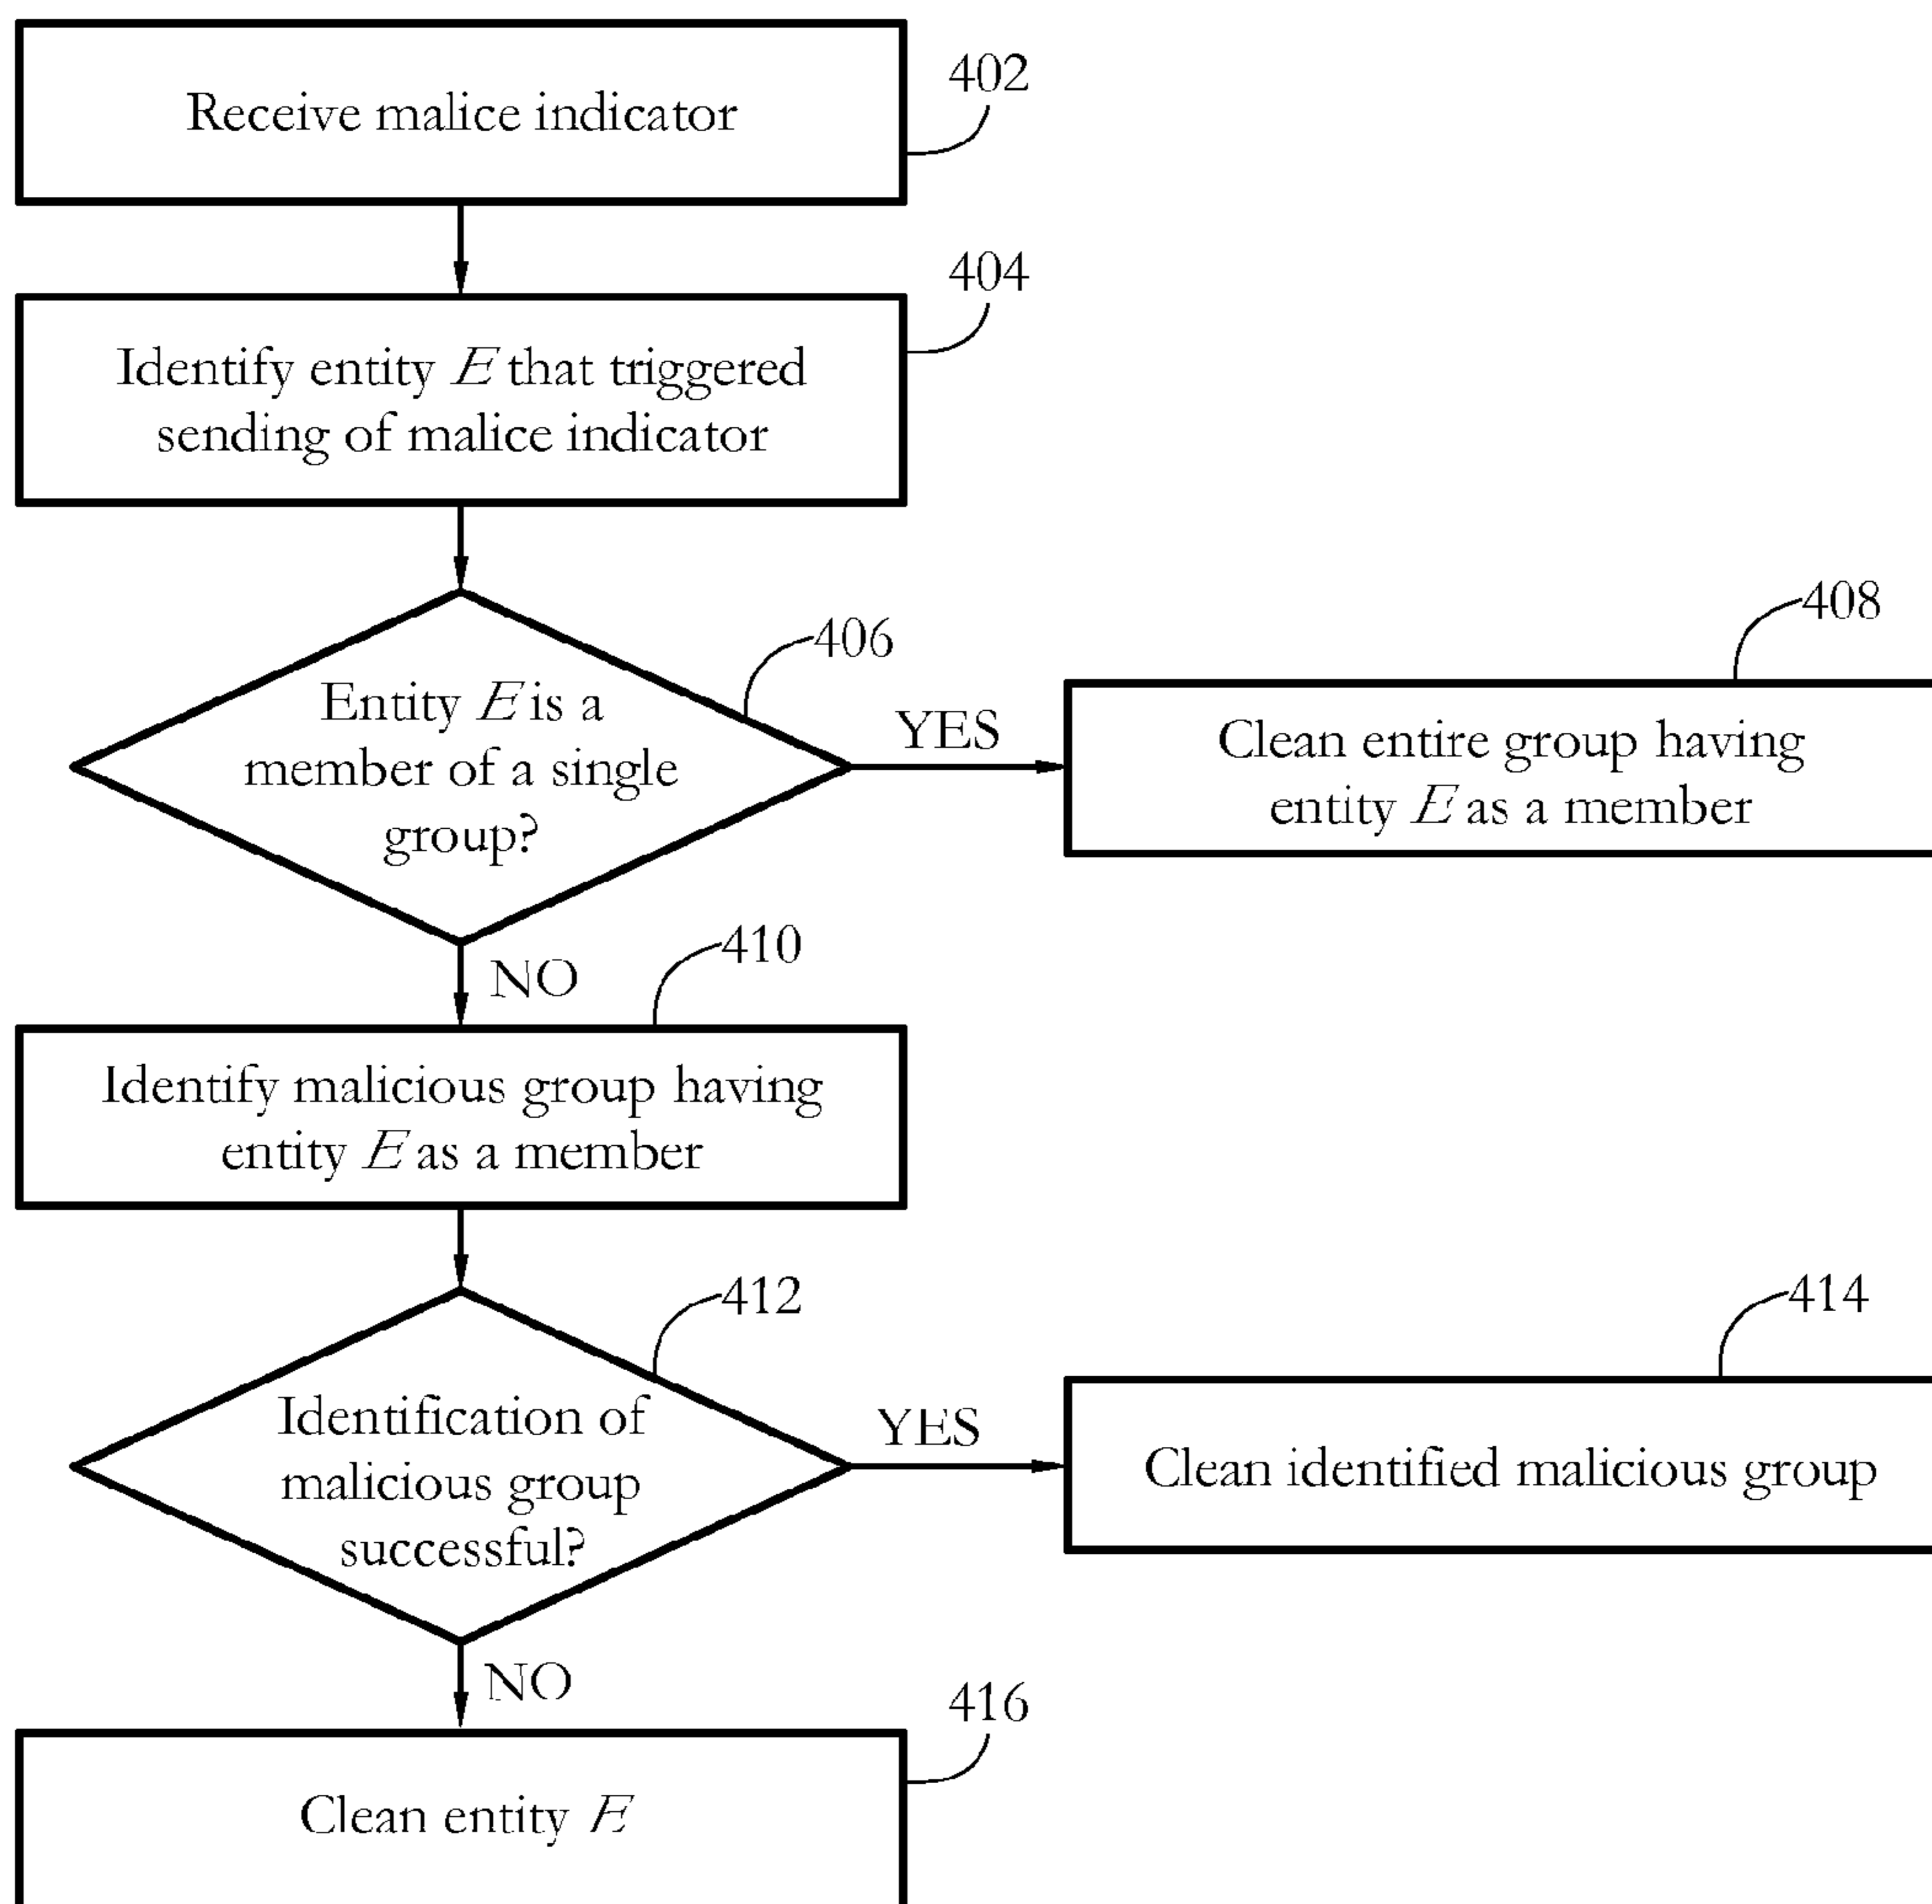 Receive malice indicator
402
Identify entity E that triggered
sending of malice indicator
404
Entity E is a
member of a single
group?
406
YES
Clean entire group having
entity E as a member
408
NO
Identify malicious group having
entity E as a member
410
Identification of
malicious group
successful?
412
YES
Clean identified malicious group
414
NO
Clean entity E
416